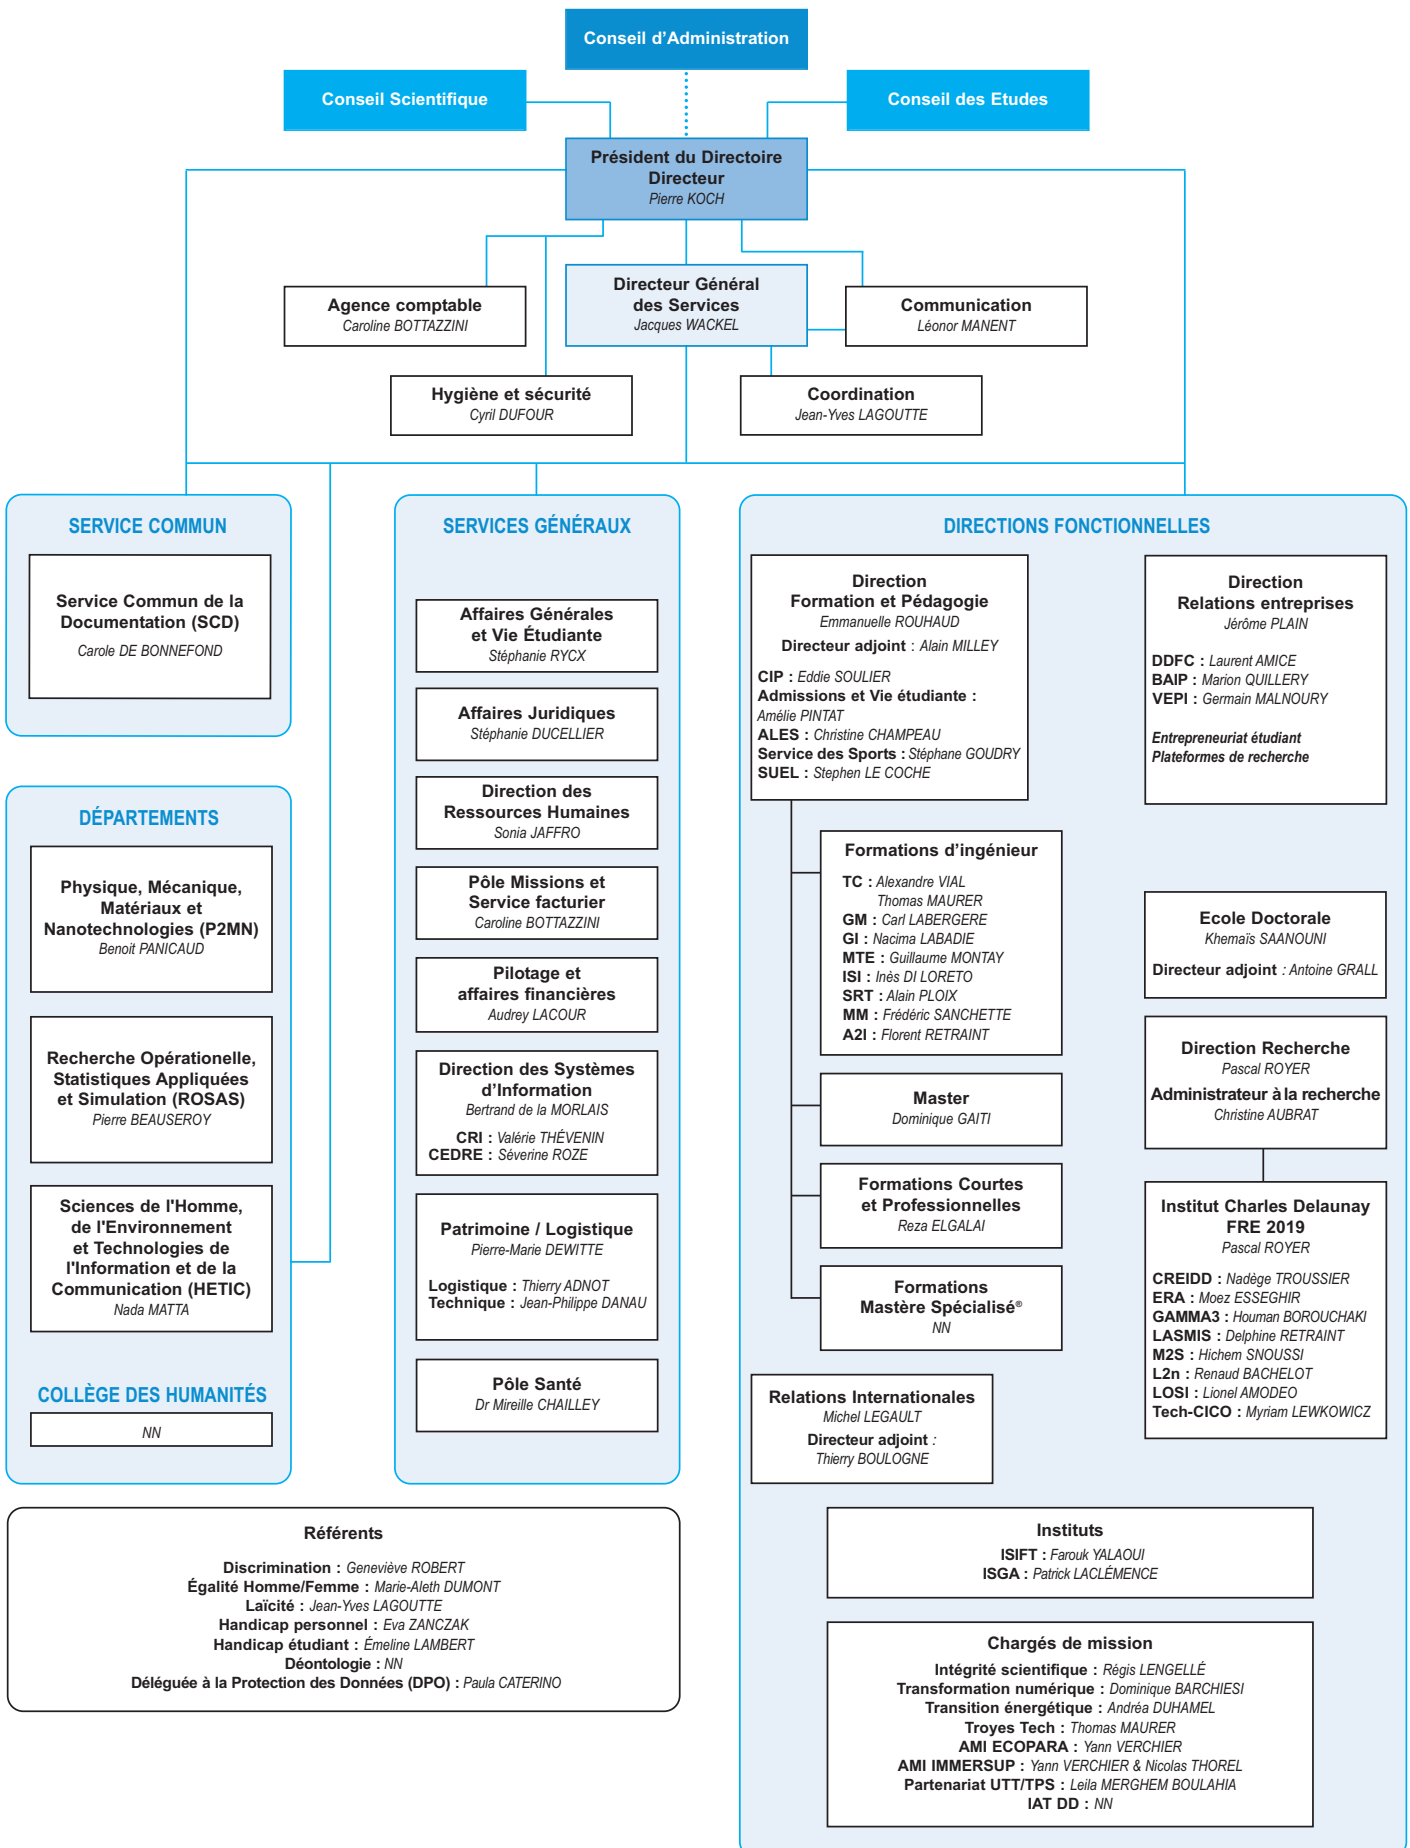 Conseil d’Administration
Conseil Scientifique
Conseil des Etudes
Président du Directoire
Directeur
Pierre KOCH
Agence comptable
Caroline BOTTAZZINI
Directeur Général
des Services
Jacques WACKEL
Communication
Léonor MANENT
Hygiène et sécurité
Cyril DUFOUR
Coordination
Jean-Yves LAGOUTTE
SERVICE COMMUN
Service Commun de la
Documentation (SCD)
Carole DE BONNEFOND
DÉPARTEMENTS
Physique, Mécanique,
Matériaux et
Nanotechnologies (P2MN)
Benoit PANICAUD
Recherche Opérationelle,
Statistiques Appliquées
et Simulation (ROSAS)
Pierre BEAUSEROY
Sciences de l'Homme,
de l'Environnement
et Technologies de
l'Information et de la
Communication (HETIC)
Nada MATTA
COLLÈGE DES HUMANITÉS
NN
SERVICES GÉNÉRAUX
Affaires Générales
et Vie Étudiante
Stéphanie RYCX
Affaires Juridiques
Stéphanie DUCELLIER
Direction des
Ressources Humaines
Sonia JAFFRO
Pôle Missions et
Service facturier
Caroline BOTTAZZINI
Pilotage et
affaires financières
Audrey LACOUR
Direction des Systèmes
d’Information
Bertrand de la MORLAIS
CRI : Valérie THÉVENIN
CEDRE : Séverine ROZE
Patrimoine / Logistique
Pierre-Marie DEWITTE
Logistique : Thierry ADNOT
Technique : Jean-Philippe DANAU
Pôle Santé
Dr Mireille CHAILLEY
DIRECTIONS FONCTIONNELLES
Direction
Formation et Pédagogie
Emmanuelle ROUHAUD
Directeur adjoint : Alain MILLEY
CIP : Eddie SOULIER
Admissions et Vie étudiante :
Amélie PINTAT
ALES : Christine CHAMPEAU
Service des Sports : Stéphane GOUDRY
SUEL : Stephen LE COCHE
Formations d’ingénieur
TC : Alexandre VIAL
Thomas MAURER
GM : Carl LABERGERE
GI : Nacima LABADIE
MTE : Guillaume MONTAY
ISI : Inès DI LORETO
SRT : Alain PLOIX
MM : Frédéric SANCHETTE
A2I : Florent RETRAINT
Master
Dominique GAITI
Formations Courtes
et Professionnelles
Reza ELGALAI
Formations
Mastère Spécialisé®
NN
Relations Internationales
Michel LEGAULT
Directeur adjoint :
Thierry BOULOGNE
Direction
Relations entreprises
Jérôme PLAIN
DDFC : Laurent AMICE
BAIP : Marion QUILLERY
VEPI : Germain MALNOURY
Entrepreneuriat étudiant
Plateformes de recherche
Ecole Doctorale
Khemaïs SAANOUNI
Directeur adjoint : Antoine GRALL
Direction Recherche
Pascal ROYER
Administrateur à la recherche
Christine AUBRAT
Institut Charles Delaunay
FRE 2019
Pascal ROYER
CREIDD : Nadège TROUSSIER
ERA : Moez ESSEGHIR
GAMMA3 : Houman BOROUCHAKI
LASMIS : Delphine RETRAINT
M2S : Hichem SNOUSSI
L2n : Renaud BACHELOT
LOSI : Lionel AMODEO
Tech-CICO : Myriam LEWKOWICZ
Instituts
ISIFT : Farouk YALAOUI
ISGA : Patrick LACLÉMENCE
Chargés de mission
Intégrité scientifique : Régis LENGELLÉ
Transformation numérique : Dominique BARCHIESI
Transition énergétique : Andréa DUHAMEL
Troyes Tech : Thomas MAURER
AMI ECOPARA : Yann VERCHIER
AMI IMMERSUP : Yann VERCHIER & Nicolas THOREL
Partenariat UTT/TPS : Leila MERGHEM BOULAHIA
IAT DD : NN
Référents
Discrimination : Geneviève ROBERT
Égalité Homme/Femme : Marie-Aleth DUMONT
Laïcité : Jean-Yves LAGOUTTE
Handicap personnel : Eva ZANCZAK
Handicap étudiant : Émeline LAMBERT
Déontologie : NN
Déléguée à la Protection des Données (DPO) : Paula CATERINO